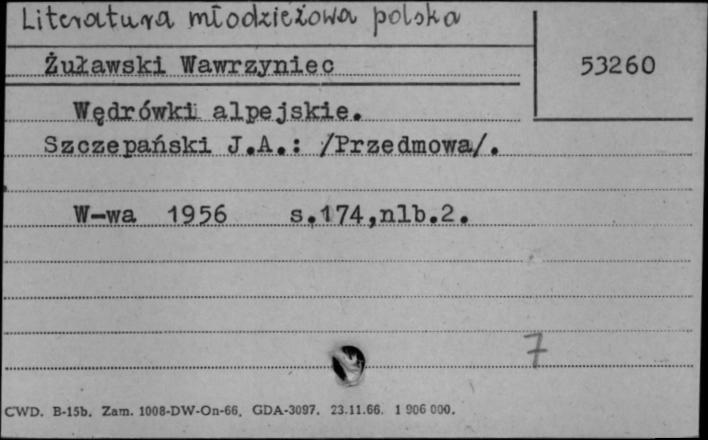 Literatura młodzieżowa polska
Żuławski Wawrzyniec
53260
Wędrówki alpejskie.
Szczepański J.A.: /Przedmowa/.
W-wa 1956 s.174,nlb.2.
7
CWD. B-15b. Zam. 1008-DW-On-66. GDA-3097. 23.11.66. 1 906 000.